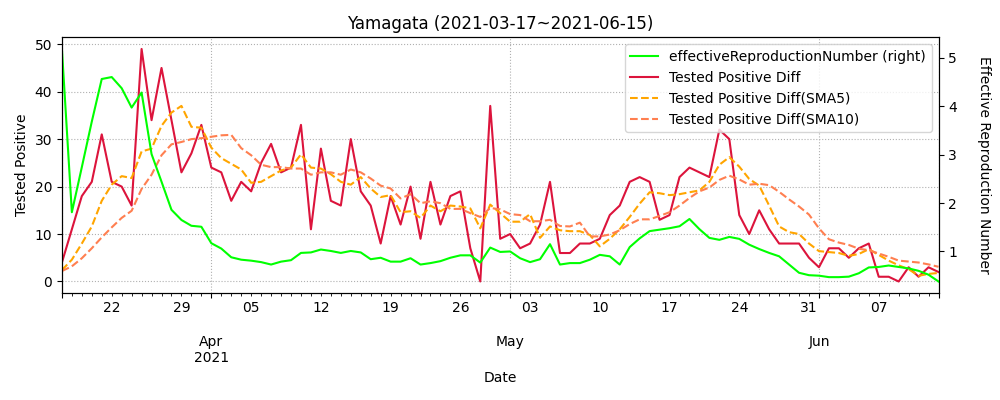 Yamagata (2021-03-17~2021-06-15)
effectiveReproductionNumber (right)
Tested Positive Diff
Tested Positive Diff(SMA5)
Tested Positive Diff(SMA10)
Tested Positive
50
40
30
20
10
0
5
4
3
2
1
Effective Reproduction Number
22 29 05 12 19 26 03 10 17 24 31 07
Apr May Jun
2021
Date